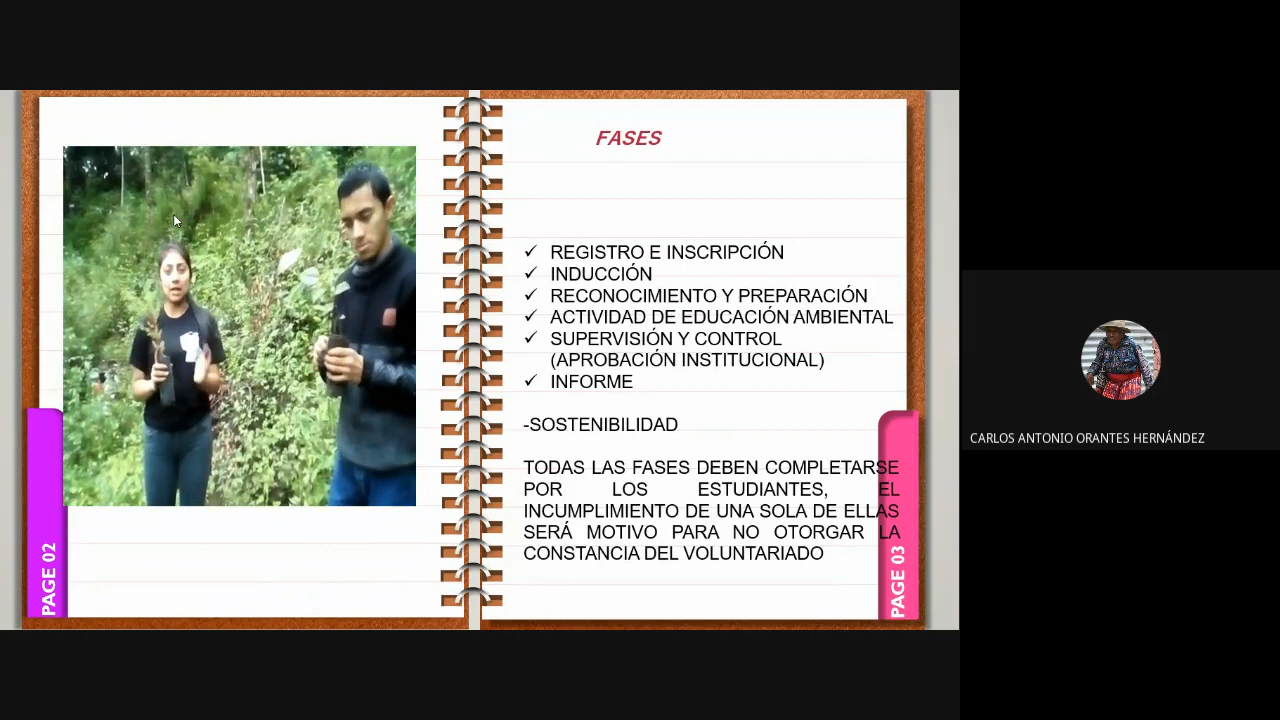 FASES
REGISTRO E INSCRIPCIÓN
INDUCCIÓN
RECONOCIMIENTO Y PREPARACIÓN
ACTIVIDAD DE EDUCACIÓN AMBIENTAL
SUPERVISIÓN Y CONTROL
(APROBACIÓN INSTITUCIONAL)
INFORME
-SOSTENIBILIDAD
TODAS LAS FASES DEBEN COMPLETARSE
POR LOS ESTUDIANTES, EL
INCUMPLIMIENTO DE UNA SOLA DE ELLAS
SERÁ MOTIVO PARA NO OTORGAR LA
CONSTANCIA DEL VOLUNTARIADO
PAGE 02
PAGE 03
CARLOS ANTONIO ORANTES HERNÁNDEZ